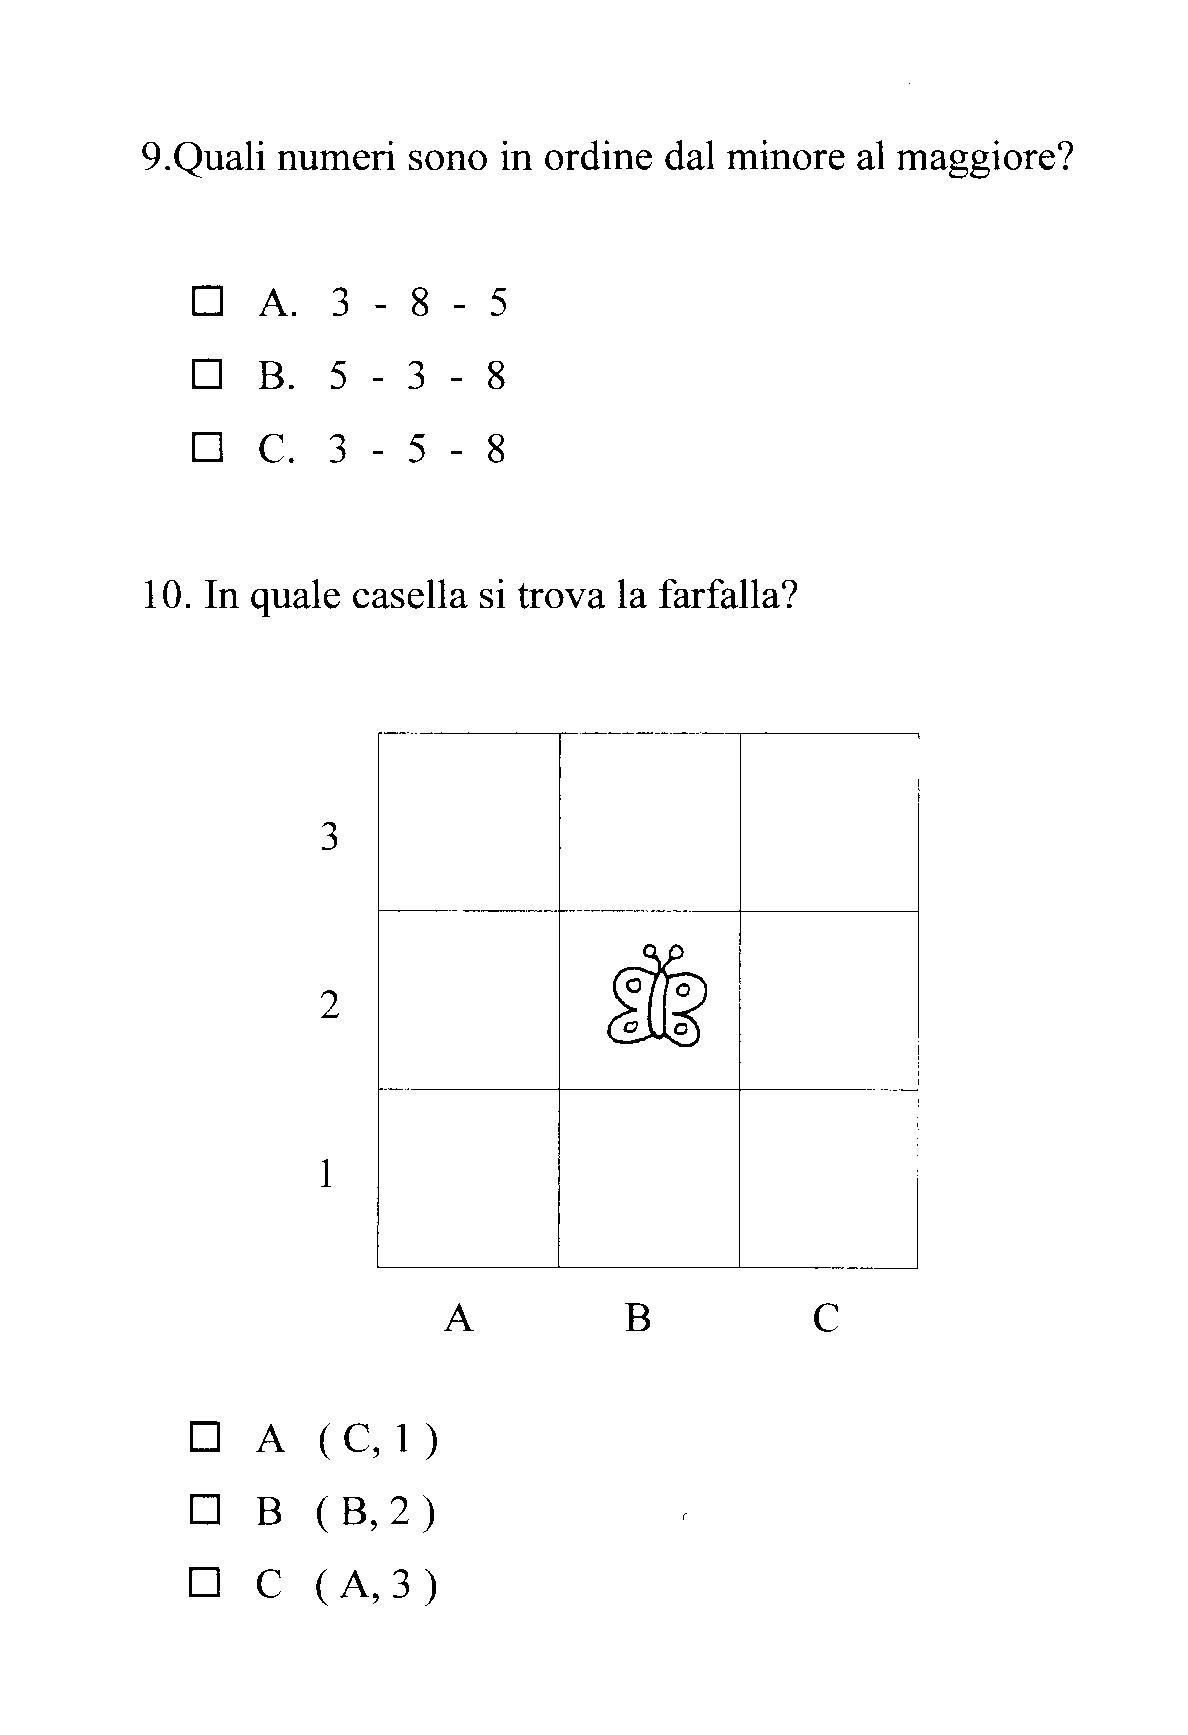 9.Quali numeri sono in ordine dal minore al maggiore?
A. 3 - 8 - 5
B. 5 - 3 - 8
C. 3 - 5 - 8
10. In quale casella si trova la farfalla?
3
2
1
A B C
A ( C, 1 )
B ( B, 2 )
C ( A, 3 )